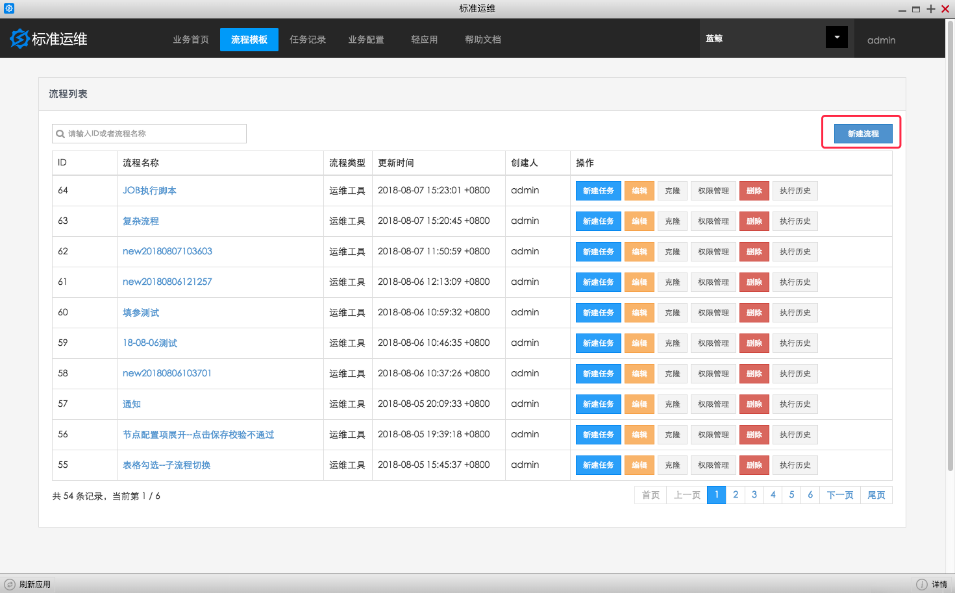 标准运维
标准运维 业务首页 流程模板 任务记录 业务配置 轻应用 帮助文档 蓝鲸 admin
流程列表
请输入ID或者流程名称 新建流程
ID 流程名称 流程类型 更新时间 创建人 操作
64 JOB执行脚本 运维工具 2018-08-07 15:23:01 +0800 admin 新建任务 编辑 克隆 权限管理 删除 执行历史
63 复杂流程 运维工具 2018-08-07 15:20:45 +0800 admin 新建任务 编辑 克隆 权限管理 删除 执行历史
62 new20180807103603 运维工具 2018-08-07 11:50:59 +0800 admin 新建任务 编辑 克隆 权限管理 删除 执行历史
61 new20180806121257 运维工具 2018-08-06 12:13:09 +0800 admin 新建任务 编辑 克隆 权限管理 删除 执行历史
60 填参测试 运维工具 2018-08-06 10:59:32 +0800 admin 新建任务 编辑 克隆 权限管理 删除 执行历史
59 18-08-06测试 运维工具 2018-08-06 10:46:35 +0800 admin 新建任务 编辑 克隆 权限管理 删除 执行历史
58 new20180806103701 运维工具 2018-08-06 10:37:26 +0800 admin 新建任务 编辑 克隆 权限管理 删除 执行历史
57 通知 运维工具 2018-08-05 20:09:33 +0800 admin 新建任务 编辑 克隆 权限管理 删除 执行历史
56 节点配置项展开--点击保存校验不通过 运维工具 2018-08-05 19:39:18 +0800 admin 新建任务 编辑 克隆 权限管理 删除 执行历史
55 表格勾选--子流程切换 运维工具 2018-08-05 15:45:37 +0800 admin 新建任务 编辑 克隆 权限管理 删除 执行历史
共 54 条记录，当前第 1 / 6 首页 上一页 1 2 3 4 5 6 下一页 尾页
刷新应用 详情